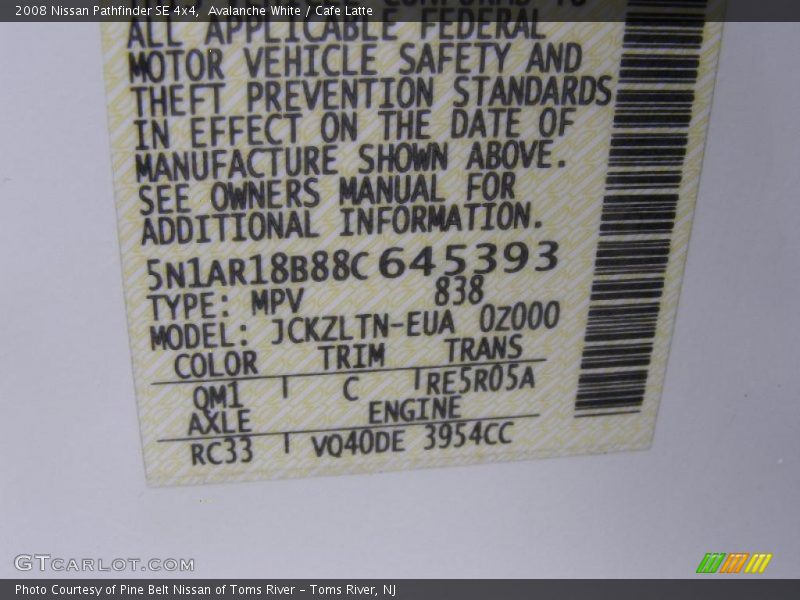 2008 Nissan Pathfinder SE 4x4, Avalanche White / Cafe Latte
CONFORMS TO
ALL APPLICABLE FEDERAL
MOTOR VEHICLE SAFETY AND
THEFT PREVENTION STANDARDS
IN EFFECT ON THE DATE OF
MANUFACTURE SHOWN ABOVE.
SEE OWNERS MANUAL FOR
ADDITIONAL INFORMATION.
5N1AR18B88C645393
TYPE: MPV 838
MODEL: JCKZLTN-EUA 0Z000
COLOR TRIM TRANS
QM1 C RE5R05A
AXLE ENGINE
RC33 VQ40DE 3954CC
GTCARLOT.COM
Photo Courtesy of Pine Belt Nissan of Toms River – Toms River, NJ